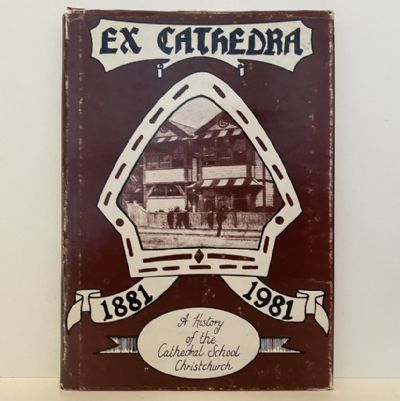 EX CATHEDRA
1881 1981
A History
of the
Cathedral School
Christchurch